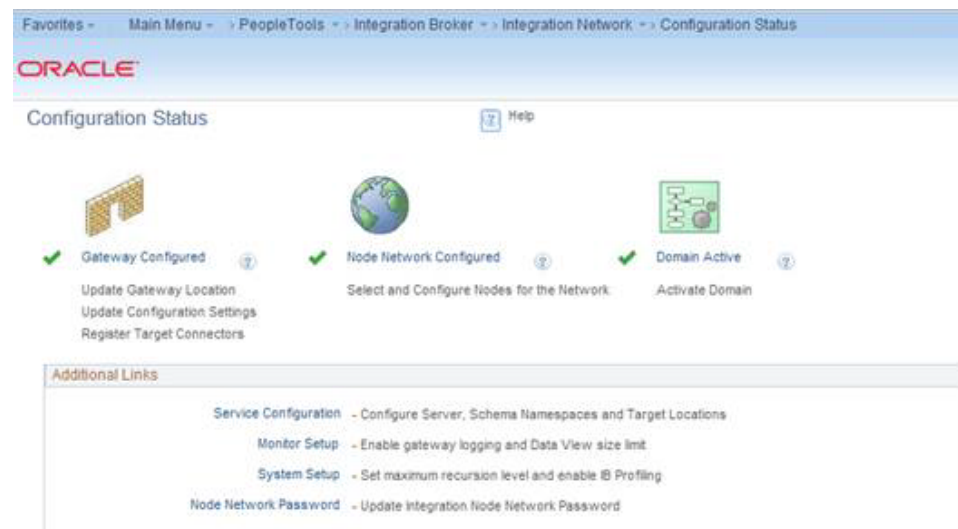 Favorites Main Menu > PeopleTools > Integration Broker > Integration Network > Configuration Status
ORACLE
Configuration Status
? Help
Gateway Configured ? Node Network Configured ? Domain Active ?
Update Gateway Location Select and Configure Nodes for the Network Activate Domain
Update Configuration Settings
Register Target Connectors
Additional Links
Service Configuration - Configure Server, Schema Namespaces and Target Locations
Monitor Setup - Enable gateway logging and Data View size limit
System Setup - Set maximum recursion level and enable IB Profiling
Node Network Password - Update Integration Node Network Password